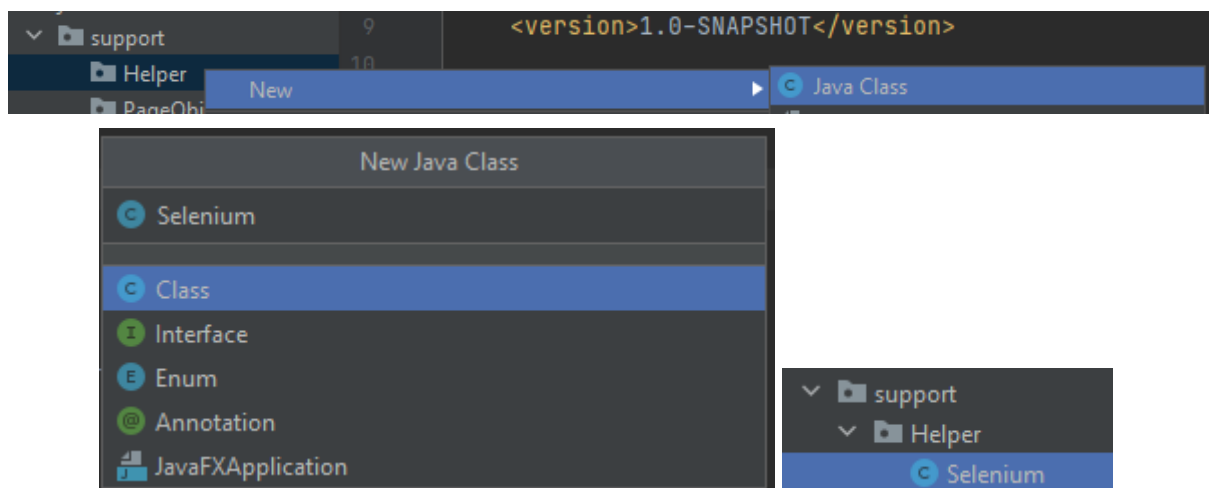 support
9
<version>1.0-SNAPSHOT</version>
Helper
10
New
Java Class
PageObj
New Java Class
C Selenium
C Class
I Interface
E Enum
@ Annotation
J JavaFXApplication
support
Helper
C Selenium